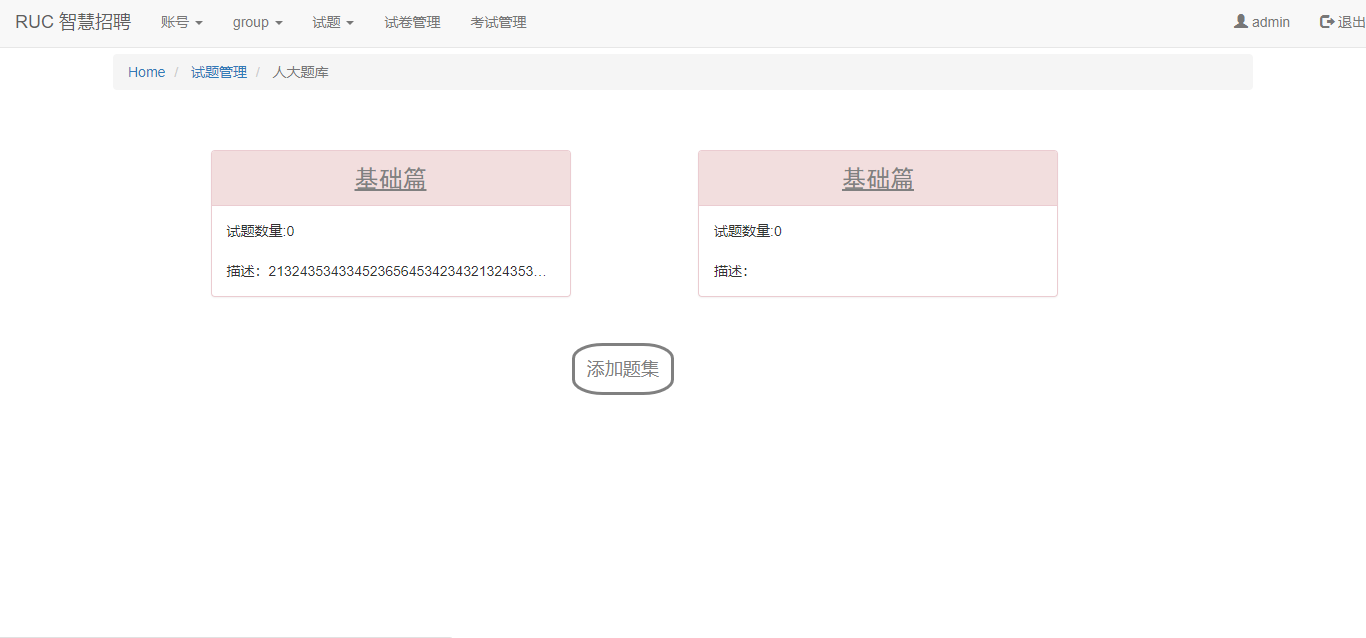 RUC 智慧招聘 账号 group 试题 试卷管理 考试管理 admin 退出
Home / 试题管理 / 人大题库
基础篇 基础篇
试题数量:0 试题数量:0
描述：2132435343345236564534234321324353... 描述：
添加题集